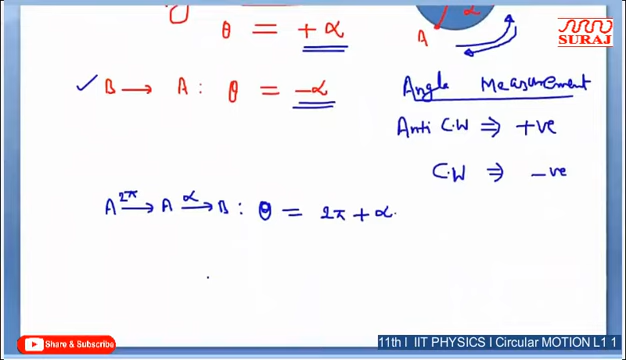 θ = +α
A
α
SURAJ
✓ B → A : θ = -α
Angle Measurement
Anti C.W ⇒ +ve
C.W ⇒ -ve
A 2π→ A α→ B : θ = 2π + α.
Share & Subscribe
11th I IIT PHYSICS I Circular MOTION L1 1